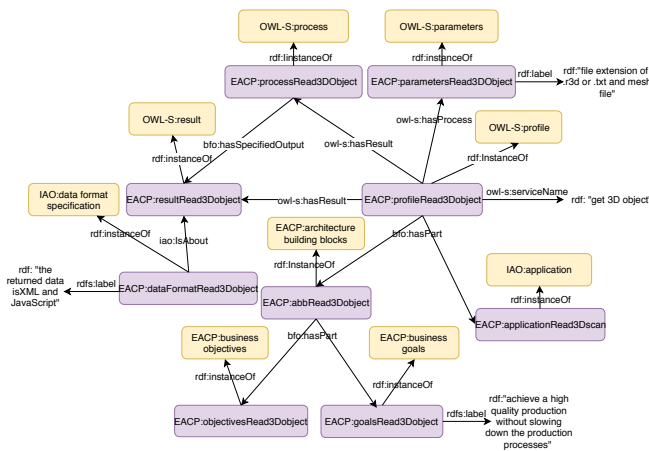 OWL-S:process
OWL-S:parameters
rdf:IinstanceOf
rdf:instanceOf
EACP:processRead3DObject
EACP:parametersRead3DObject
rdf:label
rdf:"file extension of
.r3d or .txt and mesh
file"
OWL-S:result
owl-s:hasProcess
OWL-S:profile
bfo:hasSpecifiedOutput
owl-s:hasResult
rdf:instanceOf
rdf:InstanceOf
IAO:data format
specification
EACP:resultRead3Dobject
owl-s:hasResult
EACP:profileRead3Dobject
owl-s:serviceName
rdf: "get 3D object"
rdf:instanceOf
iao:IsAbout
EACP:architecture
building blocks
bfo:hasPart
rdf:InstanceOf
IAO:application
rdf: "the
returned data
isXML and
JavaScript"
rdfs:label
EACP:dataFormatRead3Dobject
EACP:abbRead3Dobject
rdf:instanceOf
EACP:applicationRead3Dscan
bfo:hasPart
EACP:business
objectives
EACP:business
goals
rdf:instanceOf
rdf:instanceOf
EACP:objectivesRead3Dobject
EACP:goalsRead3Dobject
rdfs:label
rdf:"achieve a high
quality production
without slowing
down the production
processes"